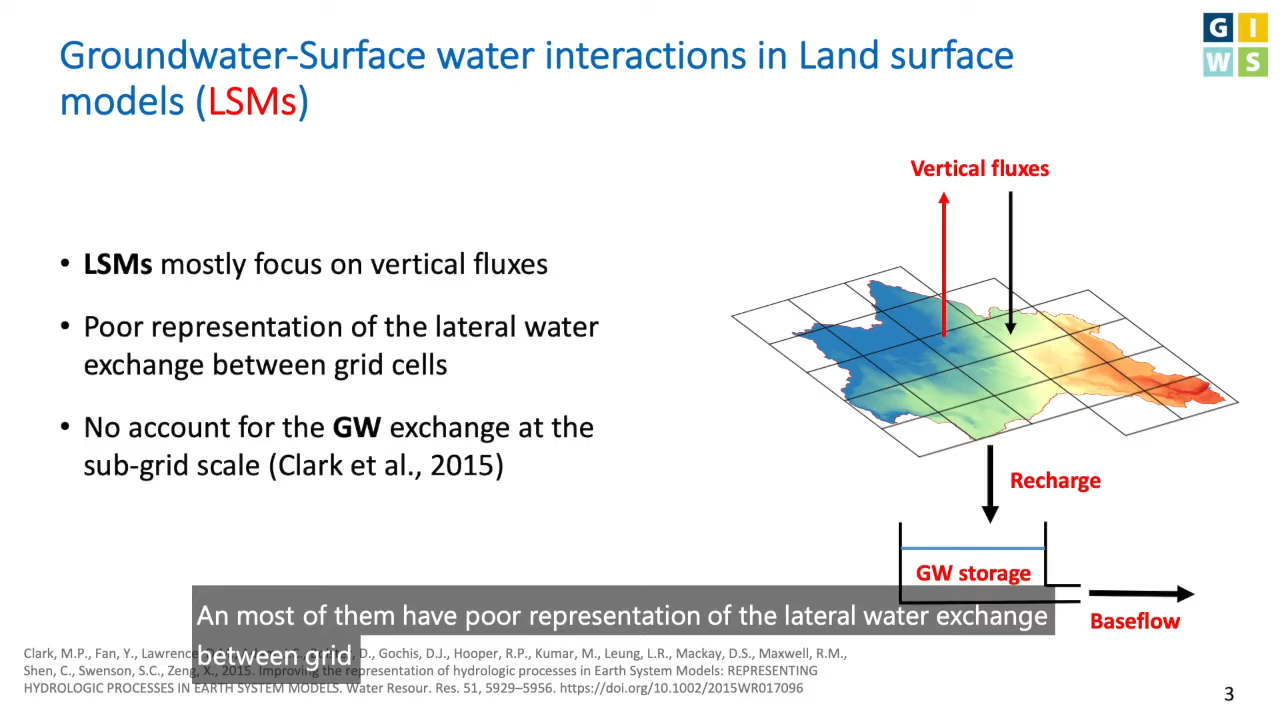 Groundwater-Surface water interactions in Land surface
models (LSMs)
G I
W S
Vertical fluxes
• LSMs mostly focus on vertical fluxes
• Poor representation of the lateral water
exchange between grid cells
• No account for the GW exchange at the
sub-grid scale (Clark et al., 2015)
Recharge
GW storage
Baseflow
An most of them have poor representation of the lateral water exchange
between grid
Clark, M.P., Fan, Y., Lawrence, D., Gochis, D.J., Hooper, R.P., Kumar, M., Leung, L.R., Mackay, D.S., Maxwell, R.M.,
Shen, C., Swenson, S.C., Zeng, X., 2015. Improving the representation of hydrologic processes in Earth System Models: REPRESENTING
HYDROLOGIC PROCESSES IN EARTH SYSTEM MODELS. Water Resour. Res. 51, 5929–5956. https://doi.org/10.1002/2015WR017096
3